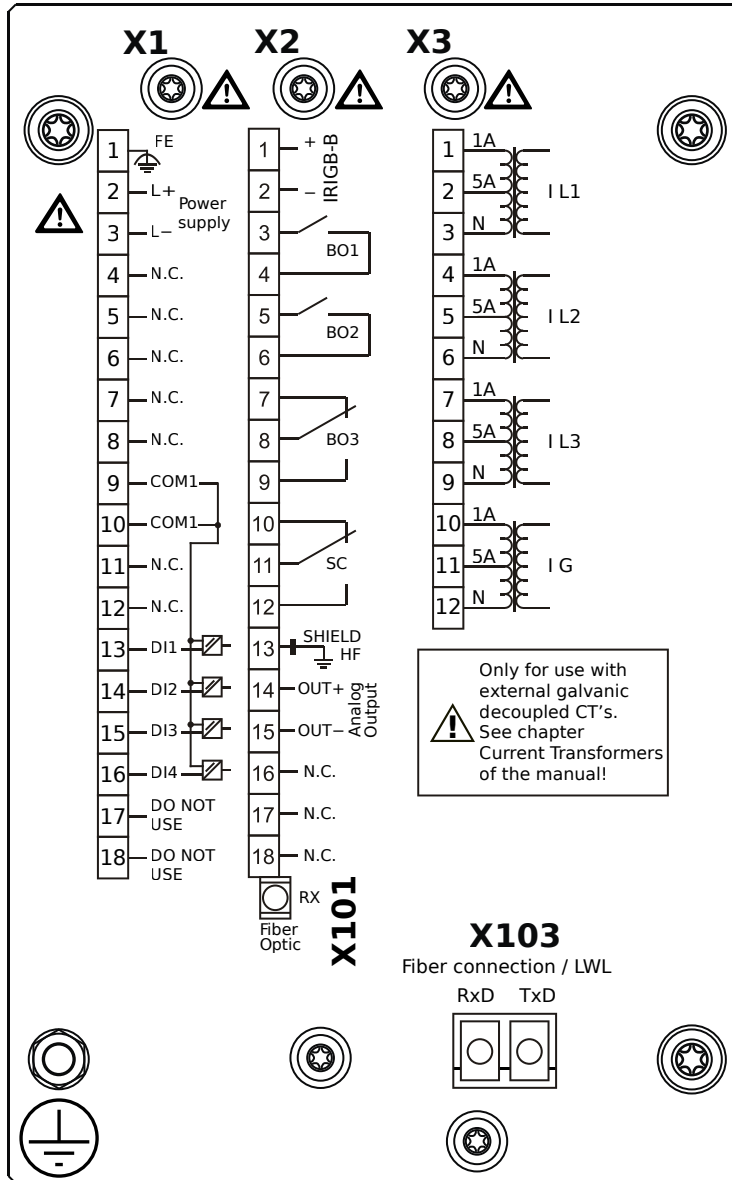 X1
1 FE
2 L+
Power
supply
3 L−
4 N.C.
5 N.C.
6 N.C.
7 N.C.
8 N.C.
9 COM1
10 COM1
11 N.C.
12 N.C.
13 DI1
14 DI2
15 DI3
16 DI4
17 DO NOT
USE
18 DO NOT
USE
X2
1 +
IRIGB-B
2 −
3
BO1
4
5
BO2
6
7
8 BO3
9
10
11 SC
12
13 SHIELD
HF
14 OUT+
Analog
Output
15 OUT−
16 N.C.
17 N.C.
18 N.C.
RX
Fiber
Optic
X101
X3
1 1A
2 5A I L1
3 N
4 1A
5 5A I L2
6 N
7 1A
8 5A I L3
9 N
10 1A
11 5A I G
12 N
! Only for use with
external galvanic
decoupled CT's.
See chapter
Current Transformers
of the manual!
X103
Fiber connection / LWL
RxD TxD